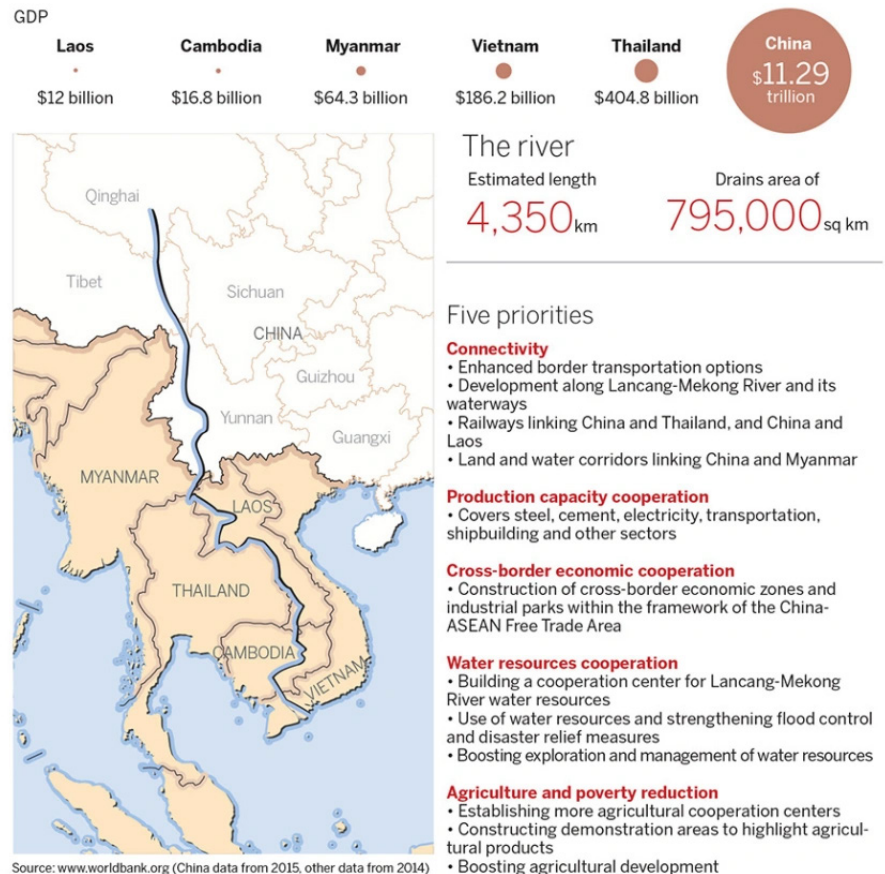 GDP
Laos
Cambodia
Myanmar
Vietnam
Thailand
China
$12 billion
$16.8 billion
$64.3 billion
$186.2 billion
$404.8 billion
$11.29
trillion
The river
Estimated length
4,350 km
Drains area of
795,000 sq km
Qinghai
Tibet
Sichuan
CHINA
Guizhou
Yunnan
Guangxi
MYANMAR
LAOS
THAILAND
CAMBODIA
VIETNAM
Five priorities
Connectivity
• Enhanced border transportation options
• Development along Lancang-Mekong River and its
waterways
• Railways linking China and Thailand, and China and
Laos
• Land and water corridors linking China and Myanmar
Production capacity cooperation
• Covers steel, cement, electricity, transportation,
shipbuilding and other sectors
Cross-border economic cooperation
• Construction of cross-border economic zones and
industrial parks within the framework of the China-
ASEAN Free Trade Area
Water resources cooperation
• Building a cooperation center for Lancang-Mekong
River water resources
• Use of water resources and strengthening flood control
and disaster relief measures
• Boosting exploration and management of water resources
Agriculture and poverty reduction
• Establishing more agricultural cooperation centers
• Constructing demonstration areas to highlight agricul-
tural products
• Boosting agricultural development
Source: www.worldbank.org (China data from 2015, other data from 2014)